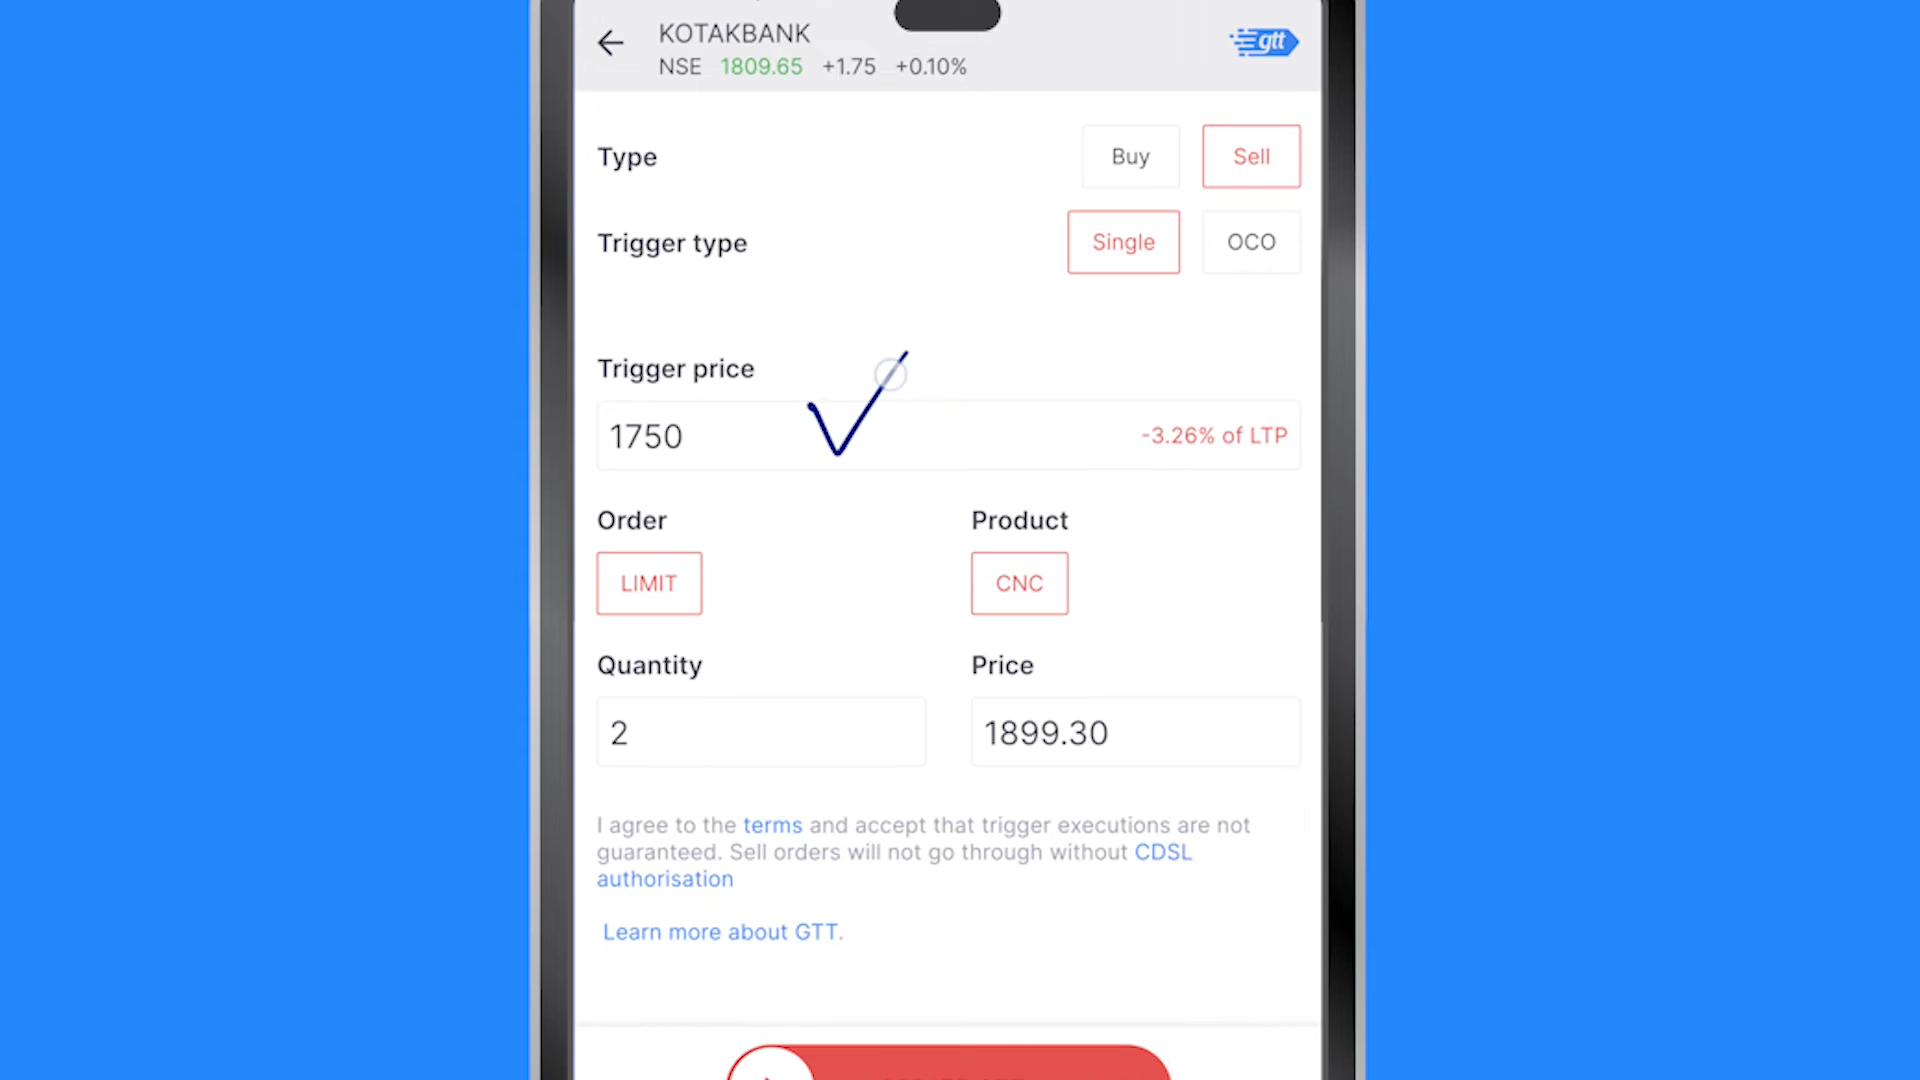 KOTAKBANK
gtt
NSE 1809.65 +1.75 +0.10%
Type
Buy
Sell
Trigger type
Single
OCO
Trigger price
1750
-3.26% of LTP
Order
Product
LIMIT
CNC
Quantity
Price
2
1899.30
I agree to the terms and accept that trigger executions are not
guaranteed. Sell orders will not go through without CDSL
authorisation
Learn more about GTT.